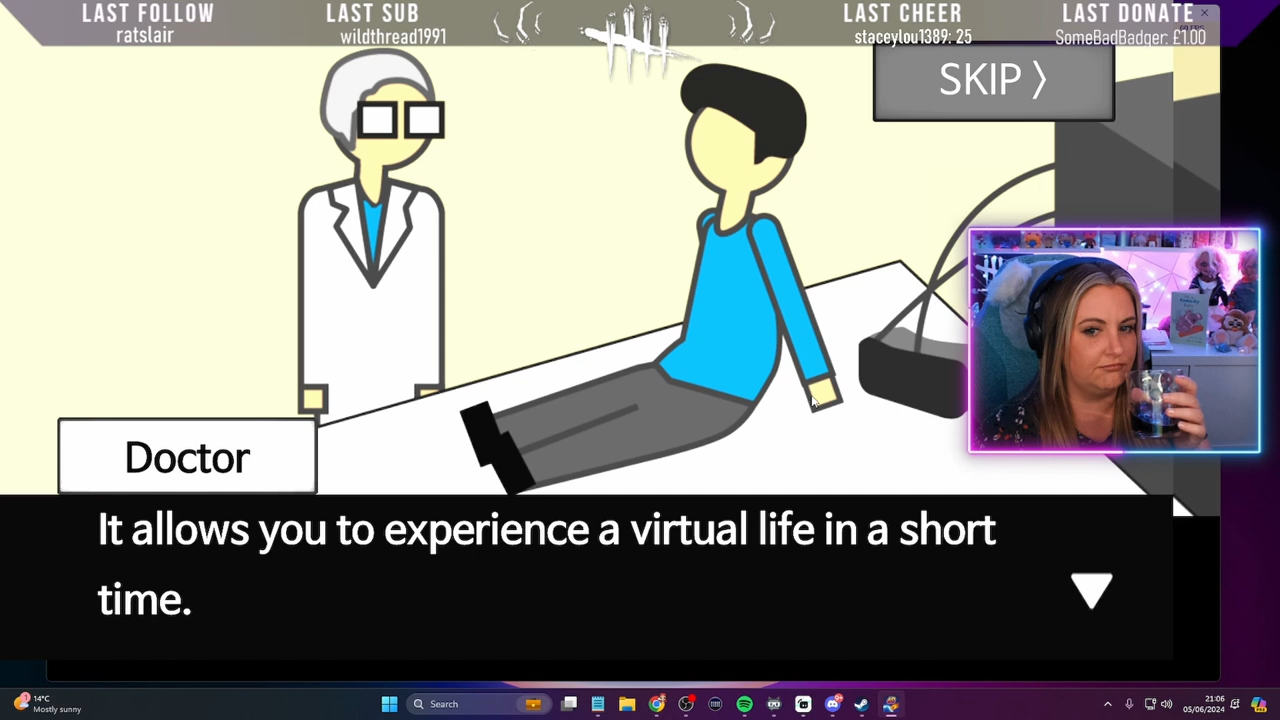 LAST FOLLOW
ratslair
LAST SUB
wildthread1991
LAST CHEER
staceylou1389: 25
LAST DONATE
SomeBadBadger: £1.00
SKIP
Doctor
It allows you to experience a virtual life in a short
time.
14°C
Mostly sunny
Search
21:06
05/06/2024